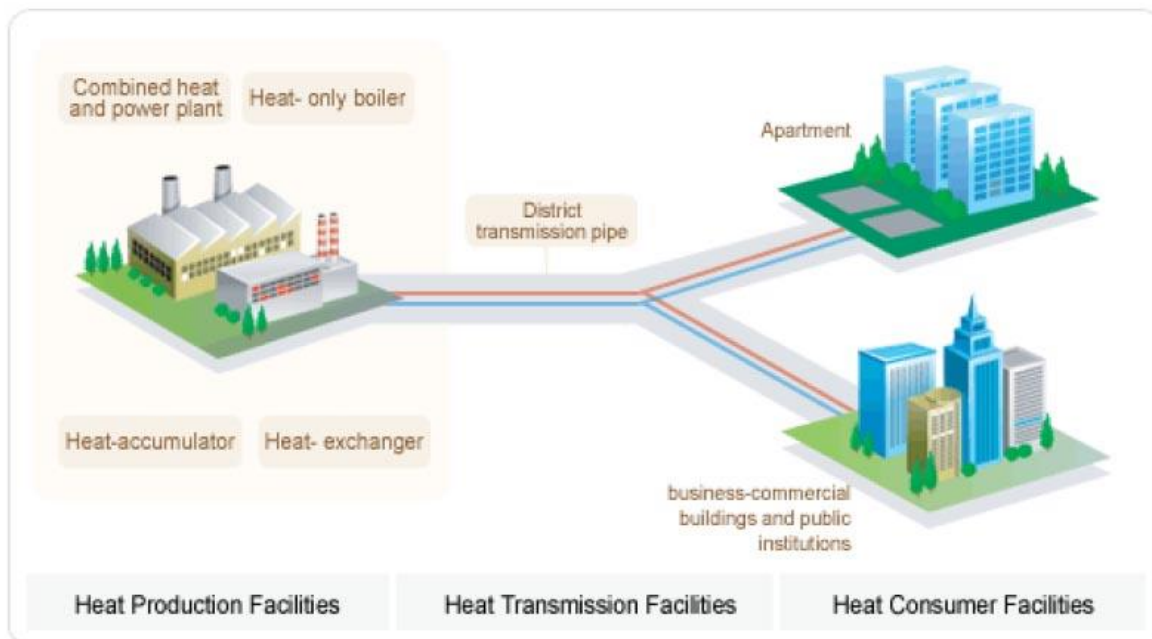 Combined heat
and power plant
Heat- only boiler
Apartment
District
transmission pipe
Heat-accumulator
Heat- exchanger
business-commercial
buildings and public
institutions
Heat Production Facilities
Heat Transmission Facilities
Heat Consumer Facilities